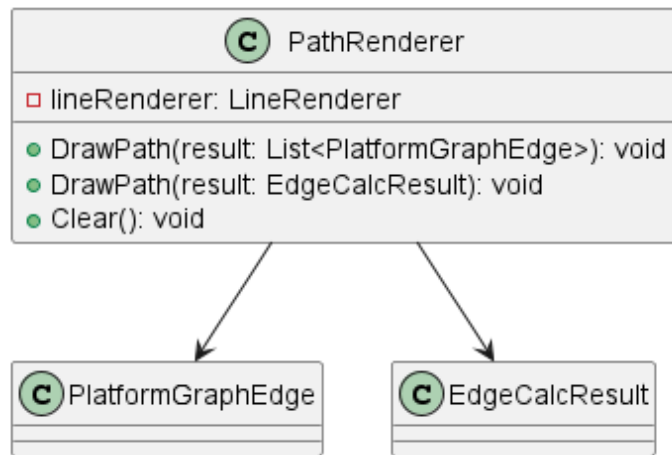 C PathRenderer
lineRenderer: LineRenderer
DrawPath(result: List<PlatformGraphEdge>): void
DrawPath(result: EdgeCalcResult): void
Clear(): void
C PlatformGraphEdge
C EdgeCalcResult